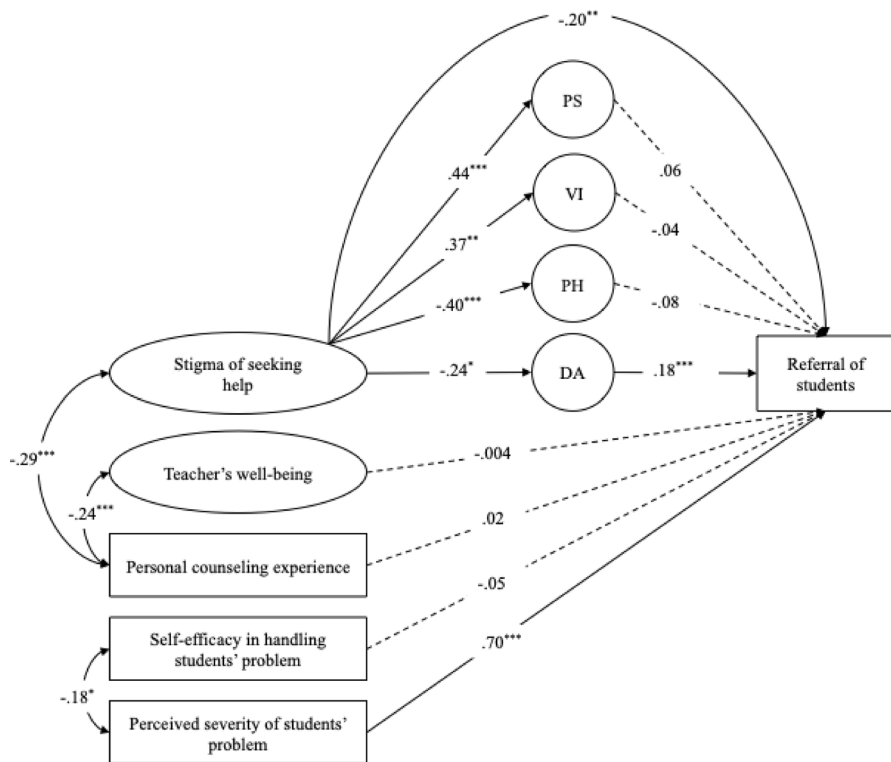 -.20**
PS
.44***
.06
VI
.37**
-.04
PH
-.40***
-.08
Stigma of seeking
help
-.24*
DA
.18***
Referral of
students
-.29***
Teacher's well-being
-.004
-.24***
.02
Personal counseling experience
-.05
Self-efficacy in handling
students' problem
.70***
-.18*
Perceived severity of students'
problem